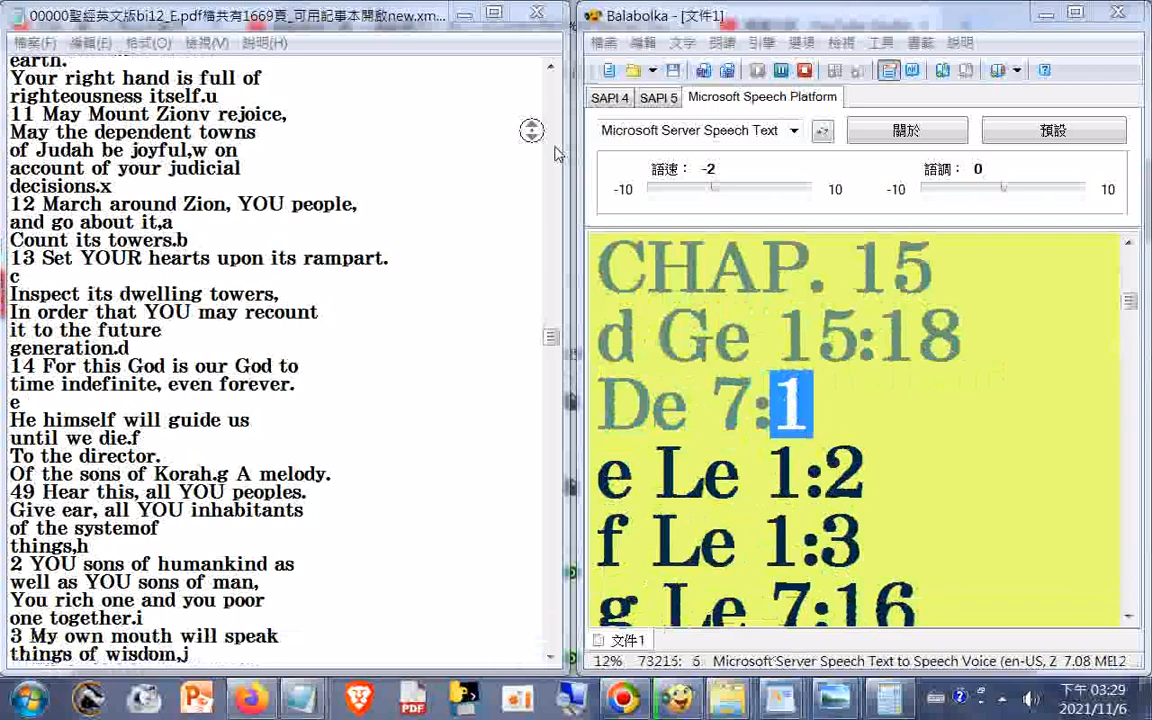 00000聖經英文版bi12_E.pdf檔共有1669頁_可用記事本開啟new.xm...
檔案(F) 編輯(E) 格式(O) 檢視(V) 說明(H)
earth.
Your right hand is full of
righteousness itself.u
11 May Mount Zionv rejoice,
May the dependent towns
of Judah be joyful,w on
account of your judicial
decisions.x
12 March around Zion, YOU people,
and go about it,a
Count its towers.b
13 Set YOUR hearts upon its rampart.
c
Inspect its dwelling towers,
In order that YOU may recount
it to the future
generation.d
14 For this God is our God to
time indefinite, even forever.
e
He himself will guide us
until we die.f
To the director.
Of the sons of Korah.g A melody.
49 Hear this, all YOU peoples.
Give ear, all YOU inhabitants
of the systemof
things,h
2 YOU sons of humankind as
well as YOU sons of man,
You rich one and you poor
one together.i
3 My own mouth will speak
things of wisdom,j
Balabolka - [文件1]
檔案 編輯 文字 朗讀 引擎 選項 檢視 工具 書籤 說明
SAPI 4 SAPI 5 Microsoft Speech Platform
Microsoft Server Speech Text 關於 預設
語速： -2 語調： 0
-10 10 -10 10
CHAP. 15
d Ge 15:18
De 7:1
e Le 1:2
f Le 1:3
g Le 7:16
文件1
12% 73215: 5 Microsoft Server Speech Text to Speech Voice (en-US, Z 7.08 ME12
下午 03:29
2021/11/6